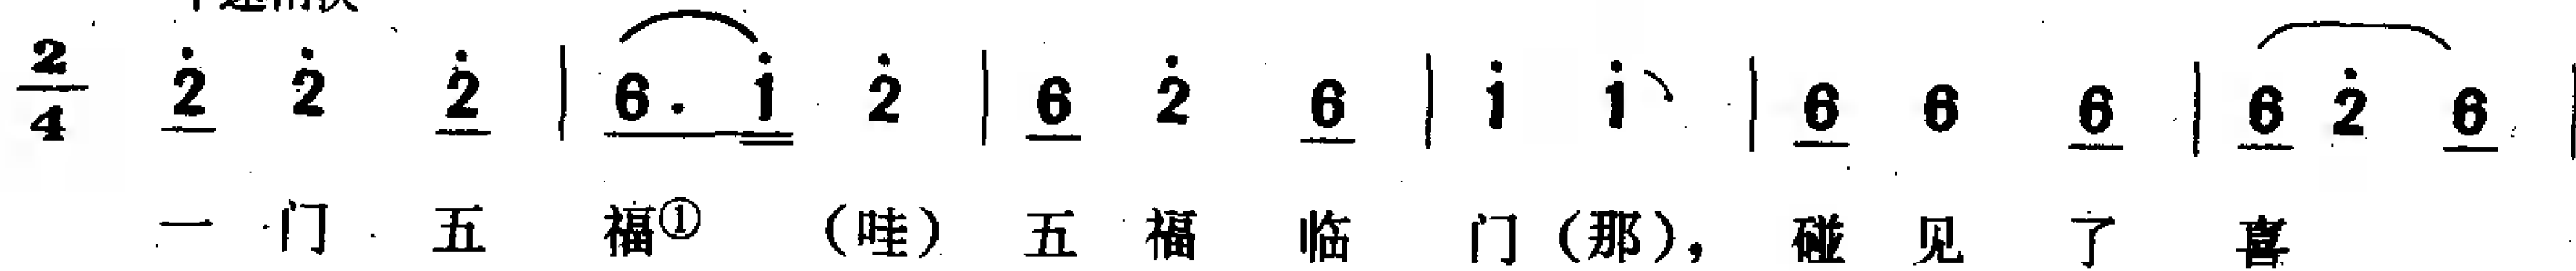 2/4 2̇ 2̇ 2̇ | 6. 1̇ 2̇ | 6 2̇ 6 | 1̇ 1̇ | 6 6 6 | 6 2̇ 6 |
一门五福①(哇)五福临门(那),碰见了喜